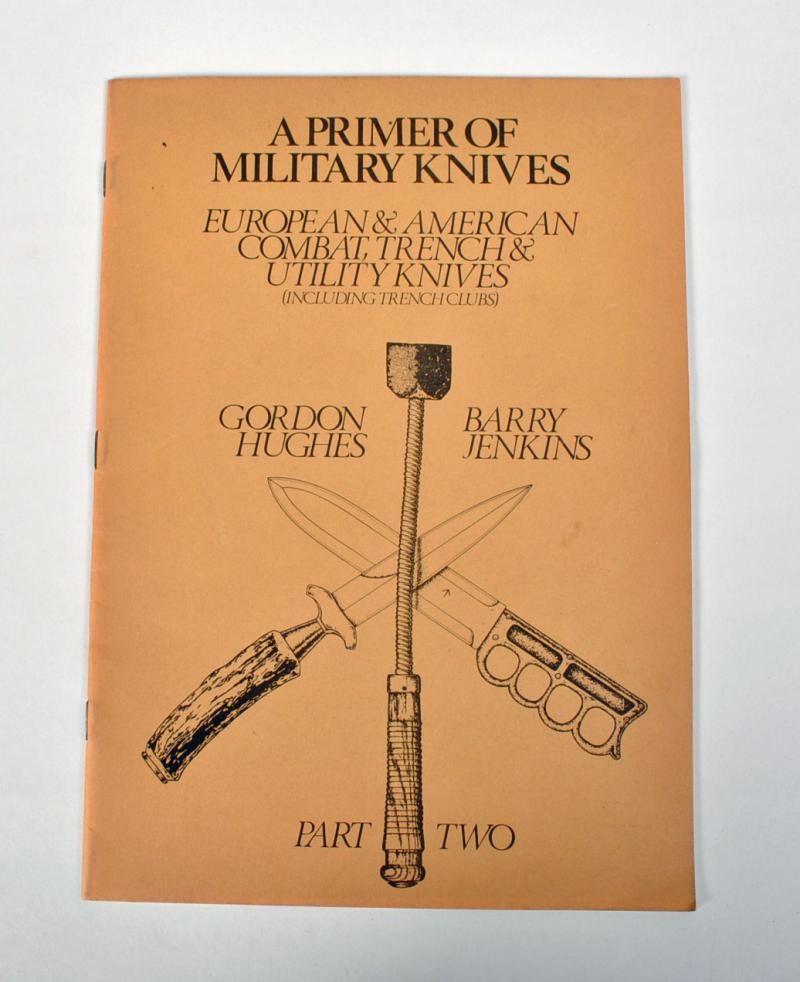 A PRIMER OF
MILITARY KNIVES
EUROPEAN & AMERICAN
COMBAT, TRENCH &
UTILITY KNIVES
(INCLUDING TRENCH CLUBS)
GORDON
HUGHES
BARRY
JENKINS
PART TWO